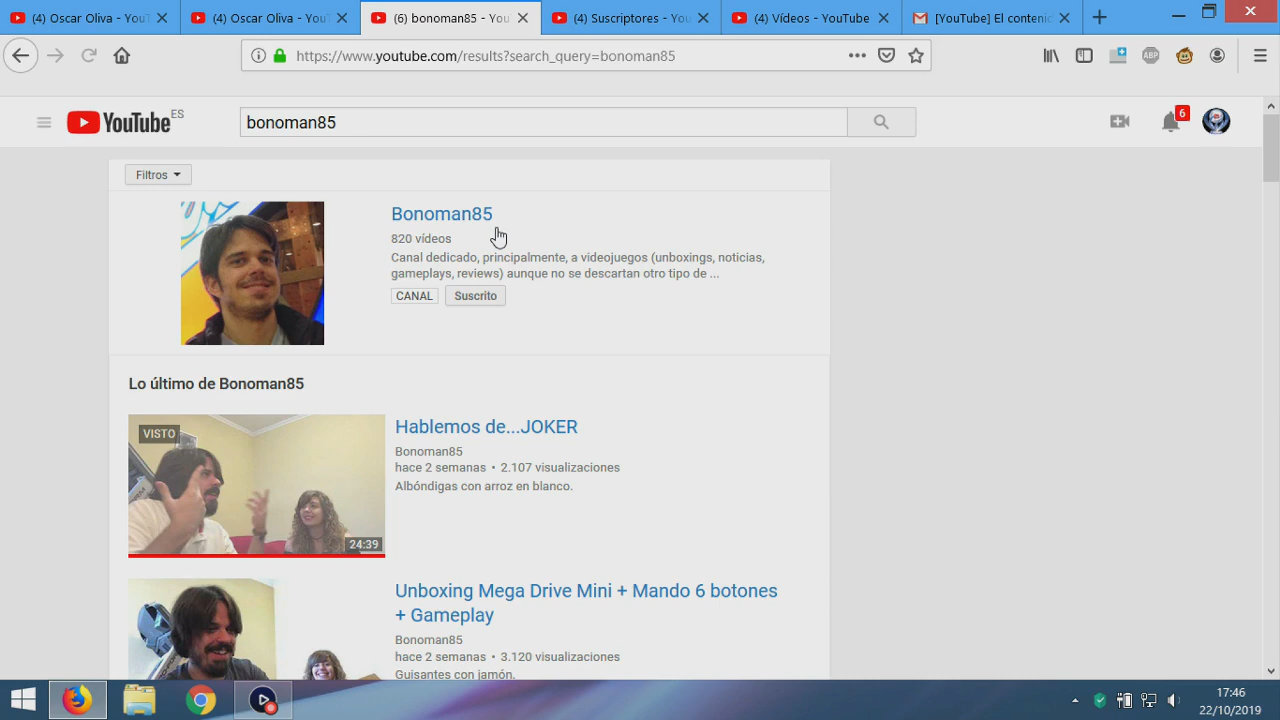 (4) Oscar Oliva - YouT
(4) Oscar Oliva - YouT
(6) bonoman85 - You
(4) Suscriptores - You
(4) Vídeos - YouTube
[YouTube] El conteni
https://www.youtube.com/results?search_query=bonoman85
ABP
YouTube ES
bonoman85
6
Filtros
Bonoman85
820 vídeos
Canal dedicado, principalmente, a videojuegos (unboxings, noticias,
gameplays, reviews) aunque no se descartan otro tipo de ...
CANAL
Suscrito
Lo último de Bonoman85
VISTO
24:39
Hablemos de...JOKER
Bonoman85
hace 2 semanas • 2.107 visualizaciones
Albóndigas con arroz en blanco.
Unboxing Mega Drive Mini + Mando 6 botones
+ Gameplay
Bonoman85
hace 2 semanas • 3.120 visualizaciones
Guisantes con jamón.
17:46
22/10/2019